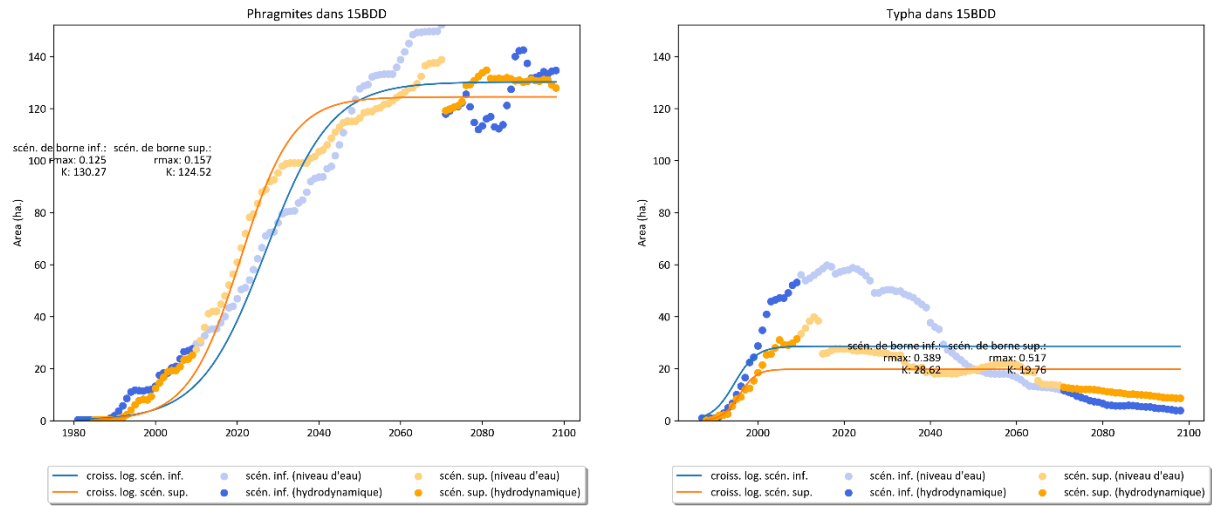 Phragmites dans 15BDD
Area (ha.)
140
120
100
80
60
40
20
0
scén. de borne inf.: scén. de borne sup.:
rmax: 0.125 rmax: 0.157
K: 130.27 K: 124.52
1980 2000 2020 2040 2060 2080 2100
croiss. log. scén. inf. scén. inf. (niveau d'eau) scén. sup. (niveau d'eau)
croiss. log. scén. sup. scén. inf. (hydrodynamique) scén. sup. (hydrodynamique)
Typha dans 15BDD
Area (ha.)
140
120
100
80
60
40
20
0
scén. de borne inf.: scén. de borne sup.:
rmax: 0.389 rmax: 0.517
K: 28.62 K: 19.76
2000 2020 2040 2060 2080 2100
croiss. log. scén. inf. scén. inf. (niveau d'eau) scén. sup. (niveau d'eau)
croiss. log. scén. sup. scén. inf. (hydrodynamique) scén. sup. (hydrodynamique)